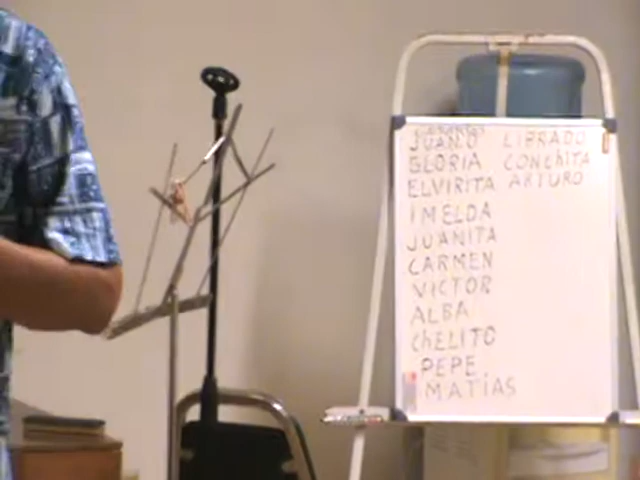 JUANO LIBRADO
GLORIA CONCHITA
ELVIRITA ARTURO
IMELDA
JUANITA
CARMEN
VICTOR
ALBA
CHELITO
PEPE
MATIAS